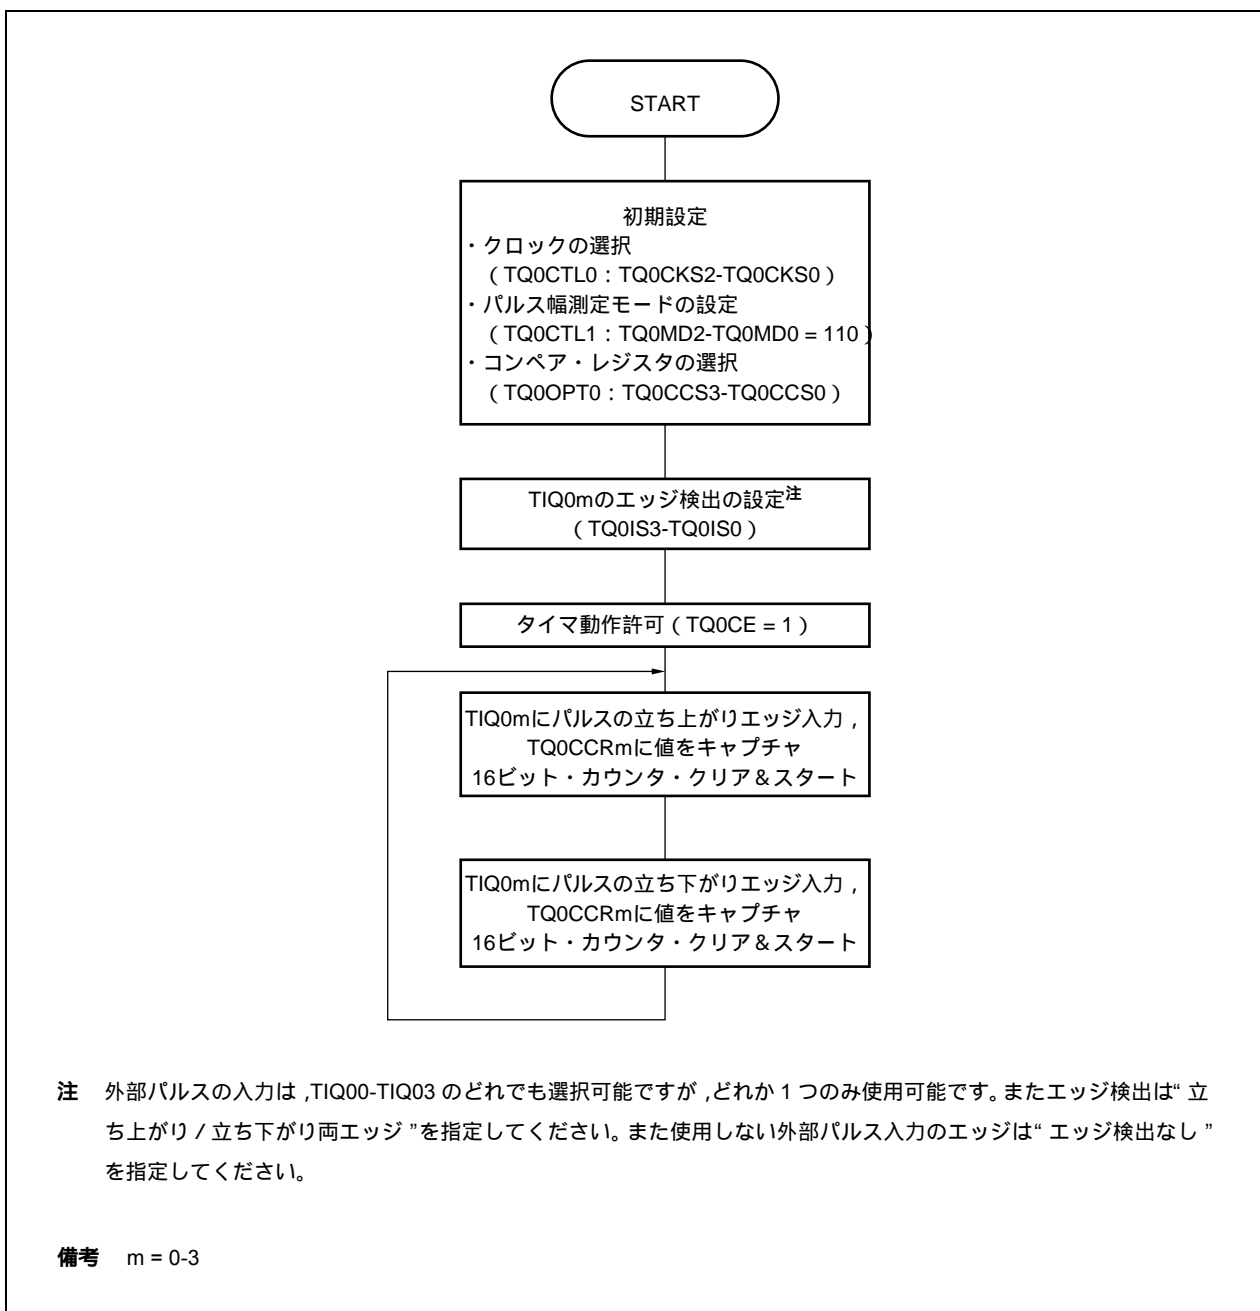 START
初期設定
・クロックの選択
（TQ0CTL0：TQ0CKS2-TQ0CKS0）
・パルス幅測定モードの設定
（TQ0CTL1：TQ0MD2-TQ0MD0 = 110）
・コンペア・レジスタの選択
（TQ0OPT0：TQ0CCS3-TQ0CCS0）
TIQ0mのエッジ検出の設定注
（TQ0IS3-TQ0IS0）
タイマ動作許可（TQ0CE = 1）
TIQ0mにパルスの立ち上がりエッジ入力，
TQ0CCRmに値をキャプチャ
16ビット・カウンタ・クリア＆スタート
TIQ0mにパルスの立ち下がりエッジ入力，
TQ0CCRmに値をキャプチャ
16ビット・カウンタ・クリア＆スタート
注　外部パルスの入力は，TIQ00-TIQ03 のどれでも選択可能ですが，どれか 1 つのみ使用可能です。またエッジ検出は“ 立
ち上がり / 立ち下がり両エッジ ”を指定してください。また使用しない外部パルス入力のエッジは“ エッジ検出なし ”
を指定してください。
備考　m = 0-3